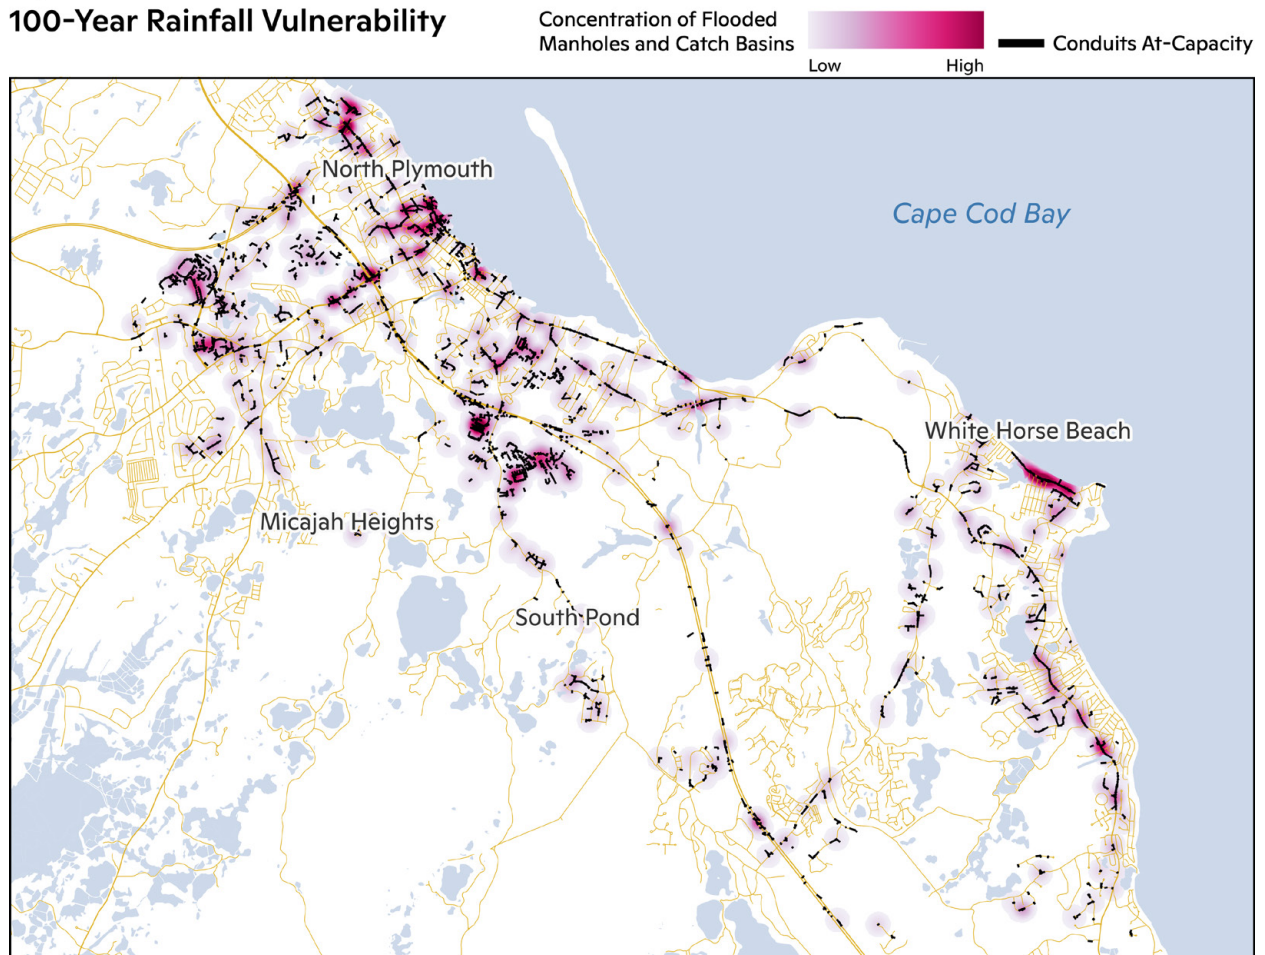 100-Year Rainfall Vulnerability
Concentration of Flooded
Manholes and Catch Basins
Low
High
Conduits At-Capacity
North Plymouth
Cape Cod Bay
White Horse Beach
Micajah Heights
South Pond